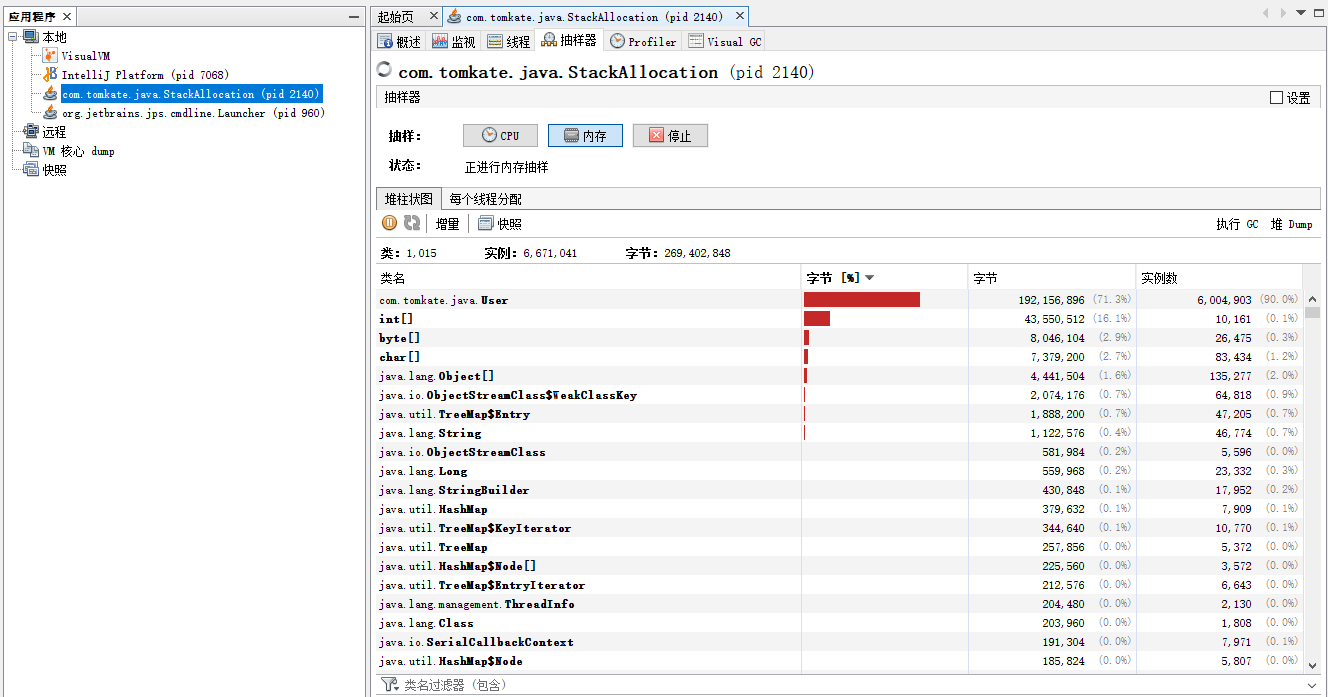 应用程序
本地
VisualVM
IntelliJ Platform (pid 7068)
com.tomkate.java.StackAllocation (pid 2140)
org.jetbrains.jps.cmdline.Launcher (pid 960)
远程
VM 核心 dump
快照
起始页 com.tomkate.java.StackAllocation (pid 2140)
概述 监视 线程 抽样器 Profiler Visual GC
com.tomkate.java.StackAllocation (pid 2140)
抽样器 设置
抽样: CPU 内存 停止
状态: 正进行内存抽样
堆柱状图 每个线程分配
增量 快照 执行 GC 堆 Dump
类: 1,015 实例: 6,671,041 字节: 269,402,848
类名 字节 [%] 字节 实例数
com.tomkate.java.User 192,156,896 (71.3%) 6,004,903 (90.0%)
int[] 43,550,512 (16.1%) 10,161 (0.1%)
byte[] 8,046,104 (2.9%) 26,475 (0.3%)
char[] 7,379,200 (2.7%) 83,434 (1.2%)
java.lang.Object[] 4,441,504 (1.6%) 135,277 (2.0%)
java.io.ObjectStreamClass$WeakClassKey 2,074,176 (0.7%) 64,818 (0.9%)
java.util.TreeMap$Entry 1,888,200 (0.7%) 47,205 (0.7%)
java.lang.String 1,122,576 (0.4%) 46,774 (0.7%)
java.io.ObjectStreamClass 581,984 (0.2%) 5,596 (0.0%)
java.lang.Long 559,968 (0.2%) 23,332 (0.3%)
java.lang.StringBuilder 430,848 (0.1%) 17,952 (0.2%)
java.util.HashMap 379,632 (0.1%) 7,909 (0.1%)
java.util.TreeMap$KeyIterator 344,640 (0.1%) 10,770 (0.1%)
java.util.TreeMap 257,856 (0.0%) 5,372 (0.0%)
java.util.HashMap$Node[] 225,560 (0.0%) 3,572 (0.0%)
java.util.TreeMap$EntryIterator 212,576 (0.0%) 6,643 (0.0%)
java.lang.management.ThreadInfo 204,480 (0.0%) 2,130 (0.0%)
java.lang.Class 203,960 (0.0%) 1,808 (0.0%)
java.io.SerialCallbackContext 191,304 (0.0%) 7,971 (0.1%)
java.util.HashMap$Node 185,824 (0.0%) 5,807 (0.0%)
类名过滤器 (包含)